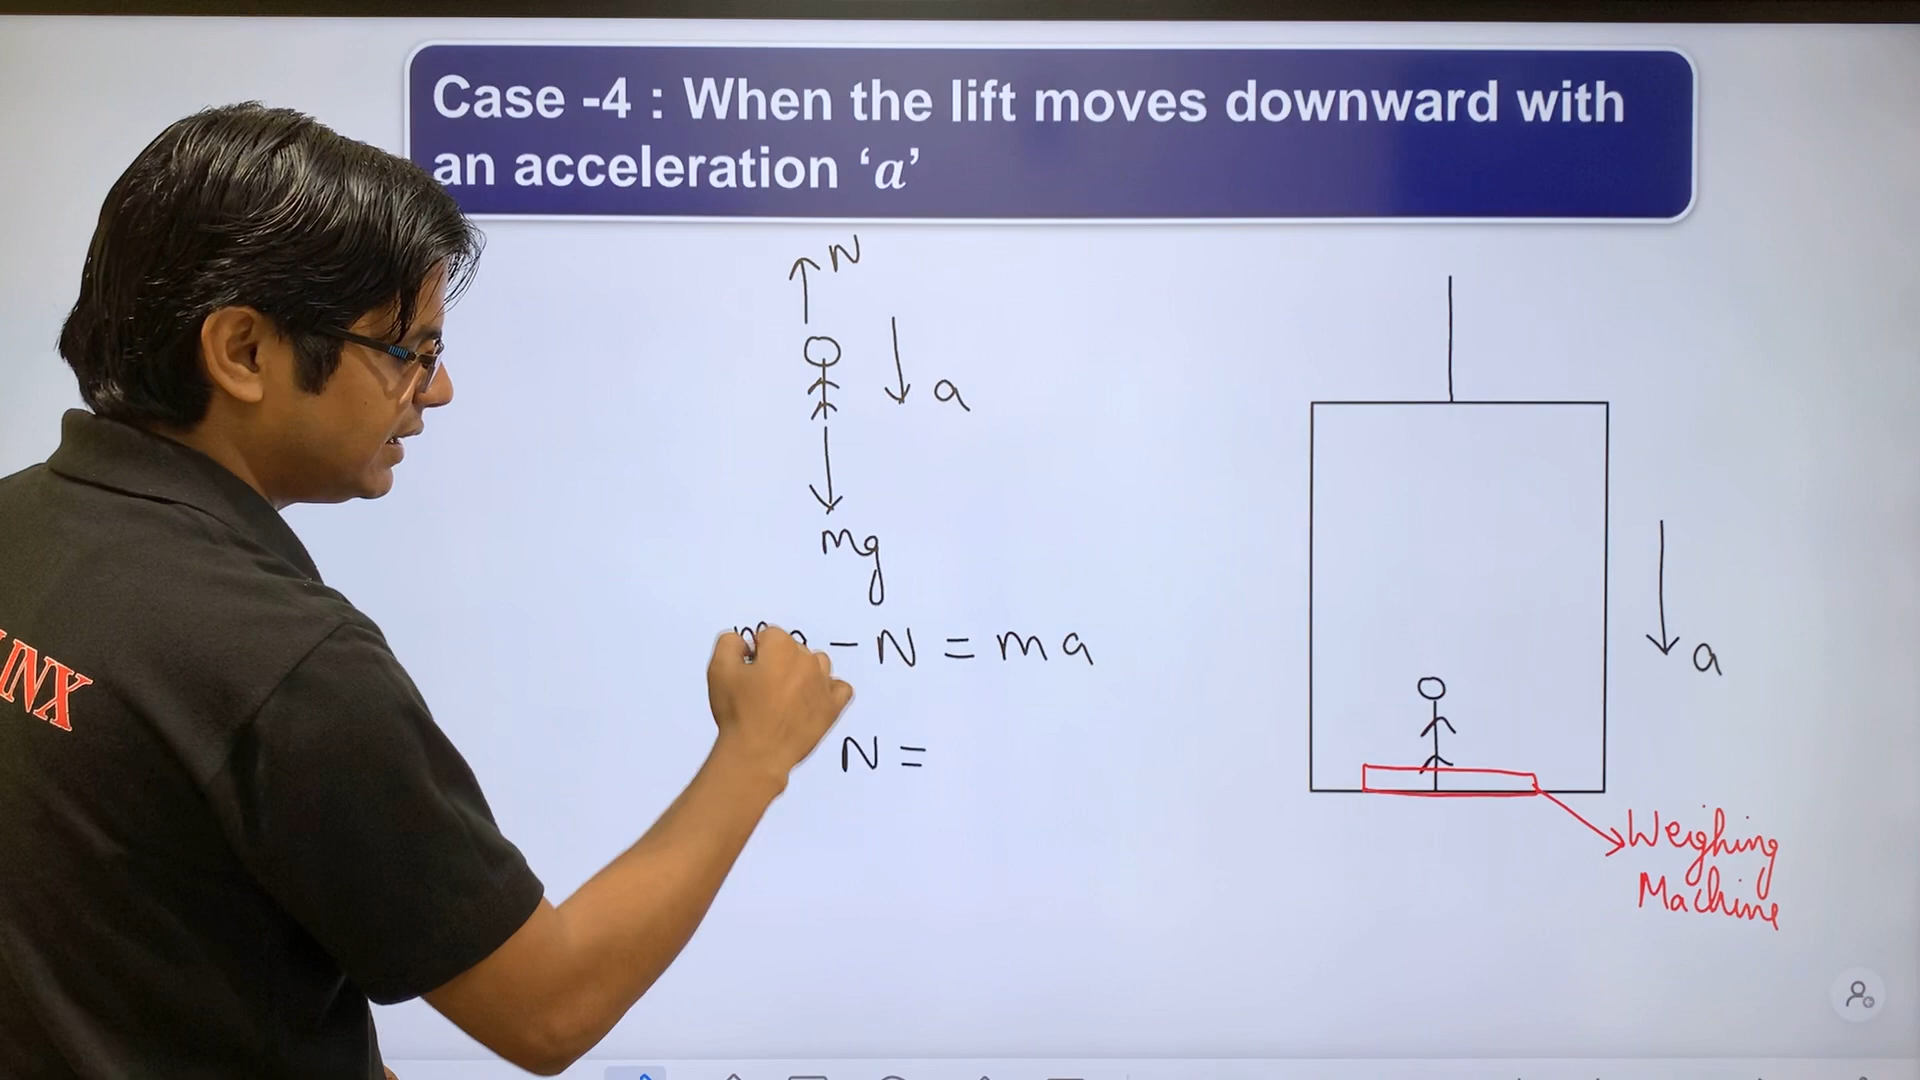 Case -4 : When the lift moves downward with
an acceleration ‘a’
N
a
mg
- N = ma
N =
a
Weighing
Machine